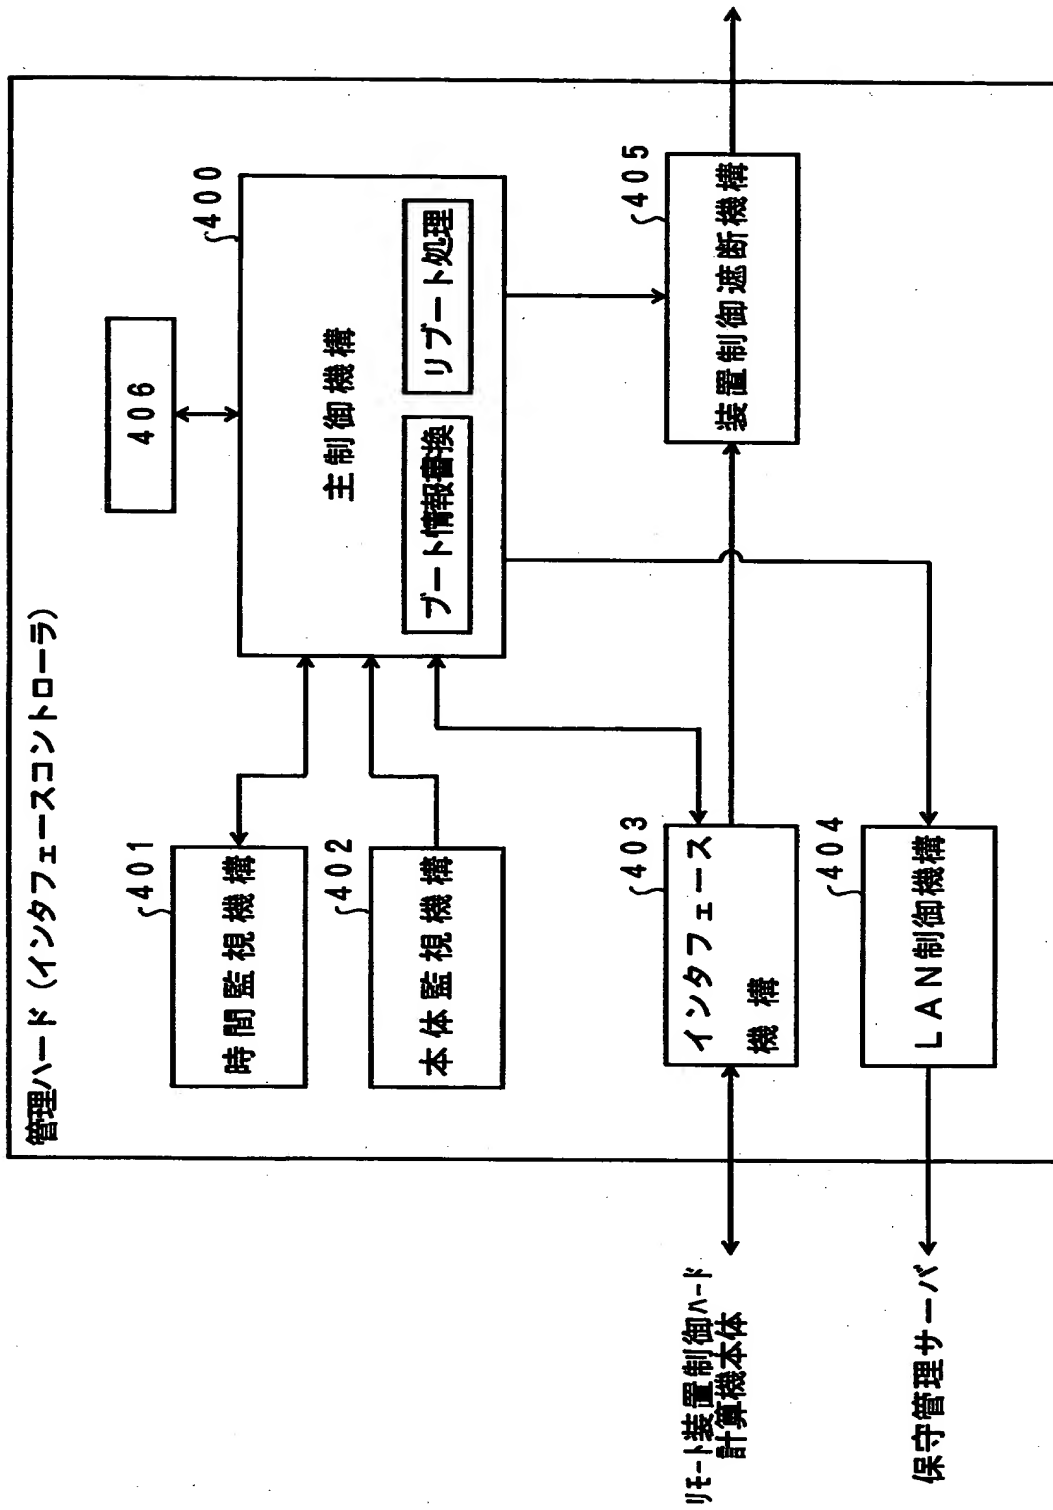 管理ハード（インタフェースコントローラ）
406
400
主制御機構
ブート情報書換
リブート処理
401
時間監視機構
402
本体監視機構
403
インタフェース
機構
404
LAN制御機構
405
装置制御遮断機構
リモート装置制御ハード
計算機本体
保守管理サーバ